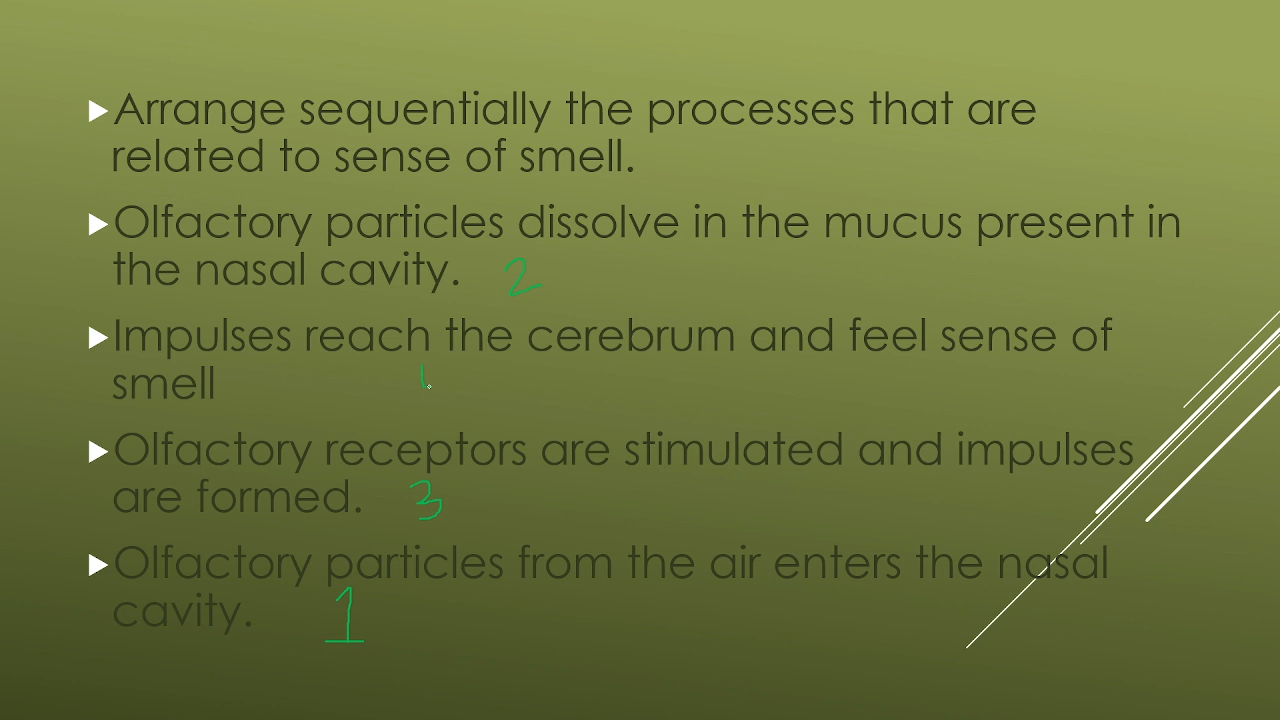 Arrange sequentially the processes that are
related to sense of smell.
Olfactory particles dissolve in the mucus present in
the nasal cavity. 2
Impulses reach the cerebrum and feel sense of
smell
Olfactory receptors are stimulated and impulses
are formed. 3
Olfactory particles from the air enters the nasal
cavity. 1